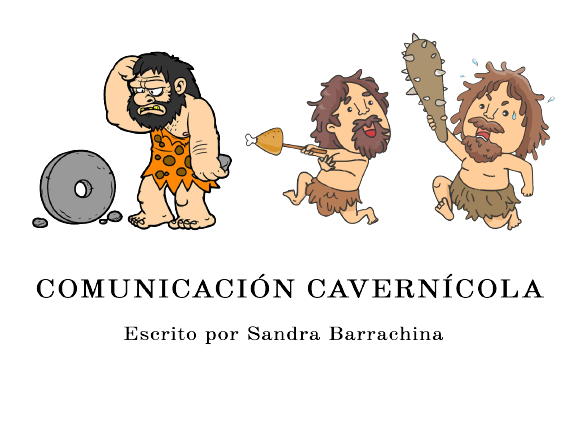 COMUNICACIÓN CAVERNÍCOLA
Escrito por Sandra Barrachina